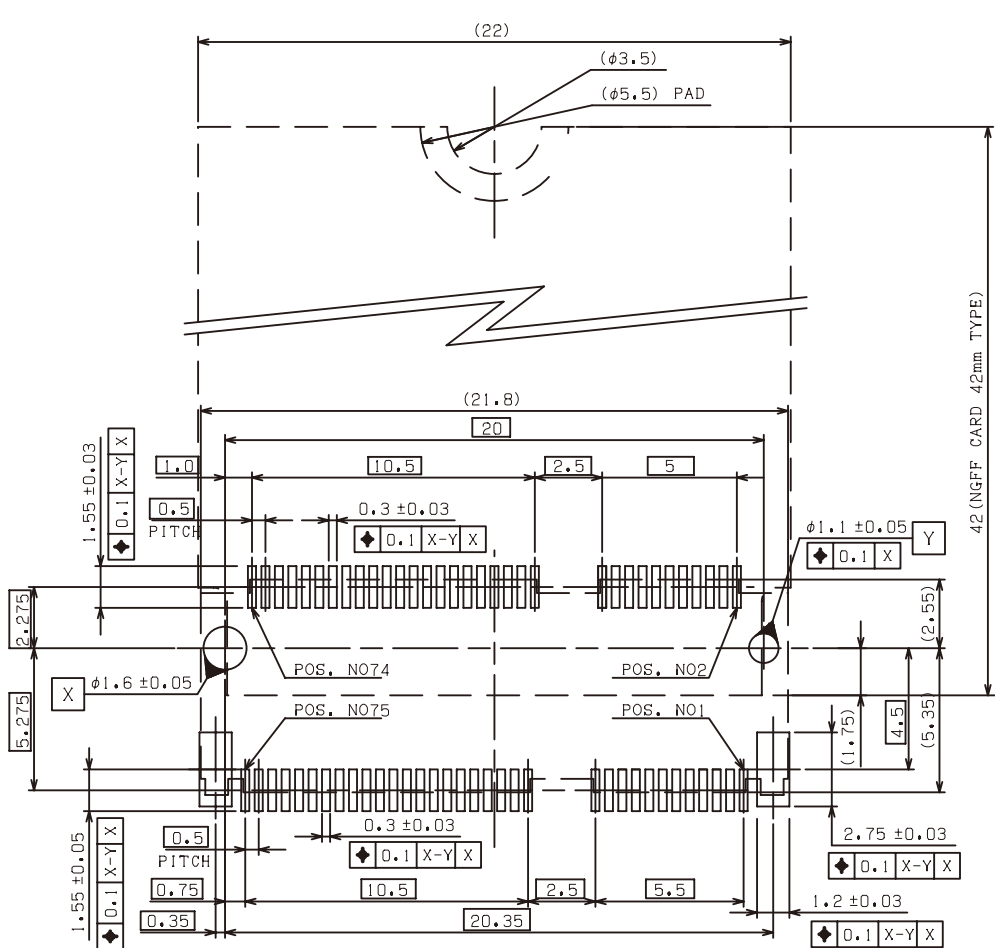 (22)
(φ3.5)
(φ5.5) PAD
42(NGFF CARD 42mm TYPE)
(21.8)
20
1.0
10.5
2.5
5
1.55 ±0.03
0.1 X-Y X
0.5
PITCH
0.3 ±0.03
0.1 X-Y X
φ1.1 ±0.05 Y
0.1 X
2.275
(2.55)
POS. NO74
POS. NO2
X φ1.6 ±0.05
POS. NO75
POS. NO1
5.275
(1.75)
4.5
(5.35)
1.55 ±0.05
0.1 X-Y X
0.5
PITCH
0.3 ±0.03
0.1 X-Y X
2.75 ±0.03
0.1 X-Y X
0.75
10.5
2.5
5.5
1.2 ±0.03
0.1 X-Y X
0.35
20.35